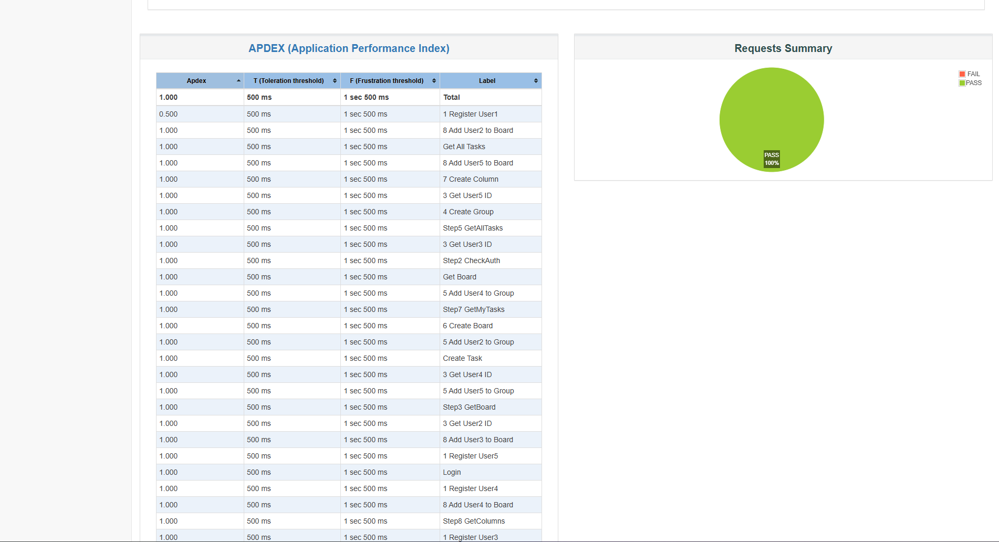 APDEX (Application Performance Index)
Apdex T (Toleration threshold) F (Frustration threshold) Label
1.000 500 ms 1 sec 500 ms Total
0.500 500 ms 1 sec 500 ms 1 Register User1
1.000 500 ms 1 sec 500 ms 8 Add User2 to Board
1.000 500 ms 1 sec 500 ms Get All Tasks
1.000 500 ms 1 sec 500 ms 8 Add User5 to Board
1.000 500 ms 1 sec 500 ms 7 Create Column
1.000 500 ms 1 sec 500 ms 3 Get User5 ID
1.000 500 ms 1 sec 500 ms 4 Create Group
1.000 500 ms 1 sec 500 ms Step5 GetAllTasks
1.000 500 ms 1 sec 500 ms 3 Get User3 ID
1.000 500 ms 1 sec 500 ms Step2 CheckAuth
1.000 500 ms 1 sec 500 ms Get Board
1.000 500 ms 1 sec 500 ms 5 Add User4 to Group
1.000 500 ms 1 sec 500 ms Step7 GetMyTasks
1.000 500 ms 1 sec 500 ms 6 Create Board
1.000 500 ms 1 sec 500 ms 5 Add User2 to Group
1.000 500 ms 1 sec 500 ms Create Task
1.000 500 ms 1 sec 500 ms 3 Get User4 ID
1.000 500 ms 1 sec 500 ms 5 Add User5 to Group
1.000 500 ms 1 sec 500 ms Step3 GetBoard
1.000 500 ms 1 sec 500 ms 3 Get User2 ID
1.000 500 ms 1 sec 500 ms 8 Add User3 to Board
1.000 500 ms 1 sec 500 ms 1 Register User5
1.000 500 ms 1 sec 500 ms Login
1.000 500 ms 1 sec 500 ms 1 Register User4
1.000 500 ms 1 sec 500 ms 8 Add User4 to Board
1.000 500 ms 1 sec 500 ms Step8 GetColumns
1.000 500 ms 1 sec 500 ms 1 Register User3
Requests Summary
FAIL
PASS
PASS
100%